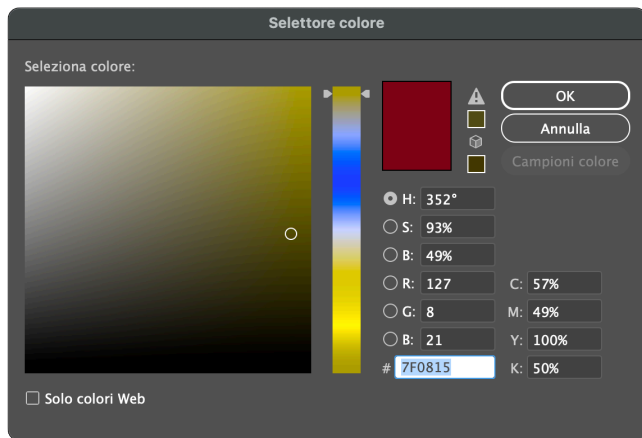 Selettore colore
Seleziona colore:
OK
Annulla
Campioni colore
H: 352°
S: 93%
B: 49%
R: 127
C: 57%
G: 8
M: 49%
B: 21
Y: 100%
# 7F0815
K: 50%
Solo colori Web